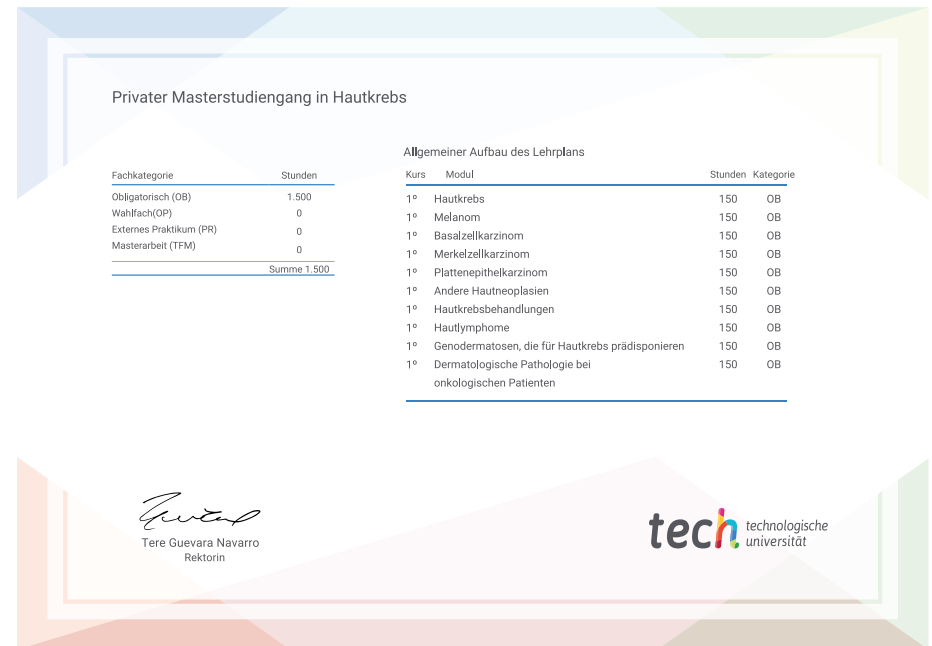 Privater Masterstudiengang in Hautkrebs
Fachkategorie Stunden
Obligatorisch (OB) 1.500
Wahlfach(OP) 0
Externes Praktikum (PR) 0
Masterarbeit (TFM) 0
Summe 1.500
Allgemeiner Aufbau des Lehrplans
Kurs Modul Stunden Kategorie
1º Hautkrebs 150 OB
1º Melanom 150 OB
1º Basalzellkarzinom 150 OB
1º Merkelzellkarzinom 150 OB
1º Plattenepithelkarzinom 150 OB
1º Andere Hautneoplasien 150 OB
1º Hautkrebsbehandlungen 150 OB
1º Hautlymphome 150 OB
1º Genodermatosen, die für Hautkrebs prädisponieren 150 OB
1º Dermatologische Pathologie bei 150 OB
onkologischen Patienten
Tere Guevara Navarro
Rektorin
tech technologische
universität